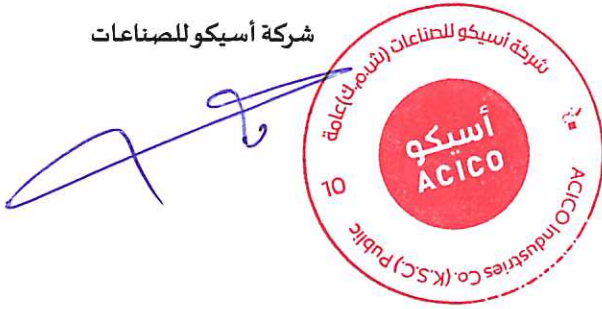 شركة أسيكو للصناعات
شركة أسيكو للصناعات (ش.م.ك) عامة
أسيكو
ACICO
10
ACICO Industries Co. (K.S.C.) Public